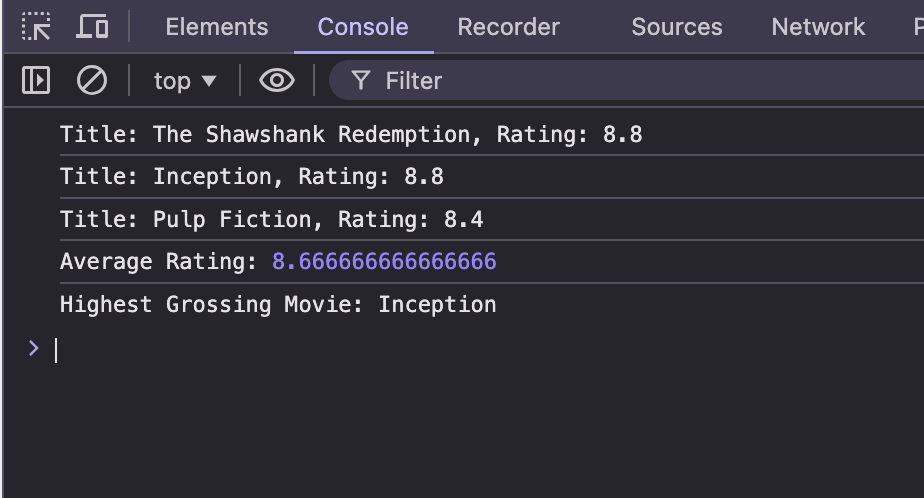 Elements Console Recorder Sources Network
top Filter
Title: The Shawshank Redemption, Rating: 8.8
Title: Inception, Rating: 8.8
Title: Pulp Fiction, Rating: 8.4
Average Rating: 8.666666666666666
Highest Grossing Movie: Inception